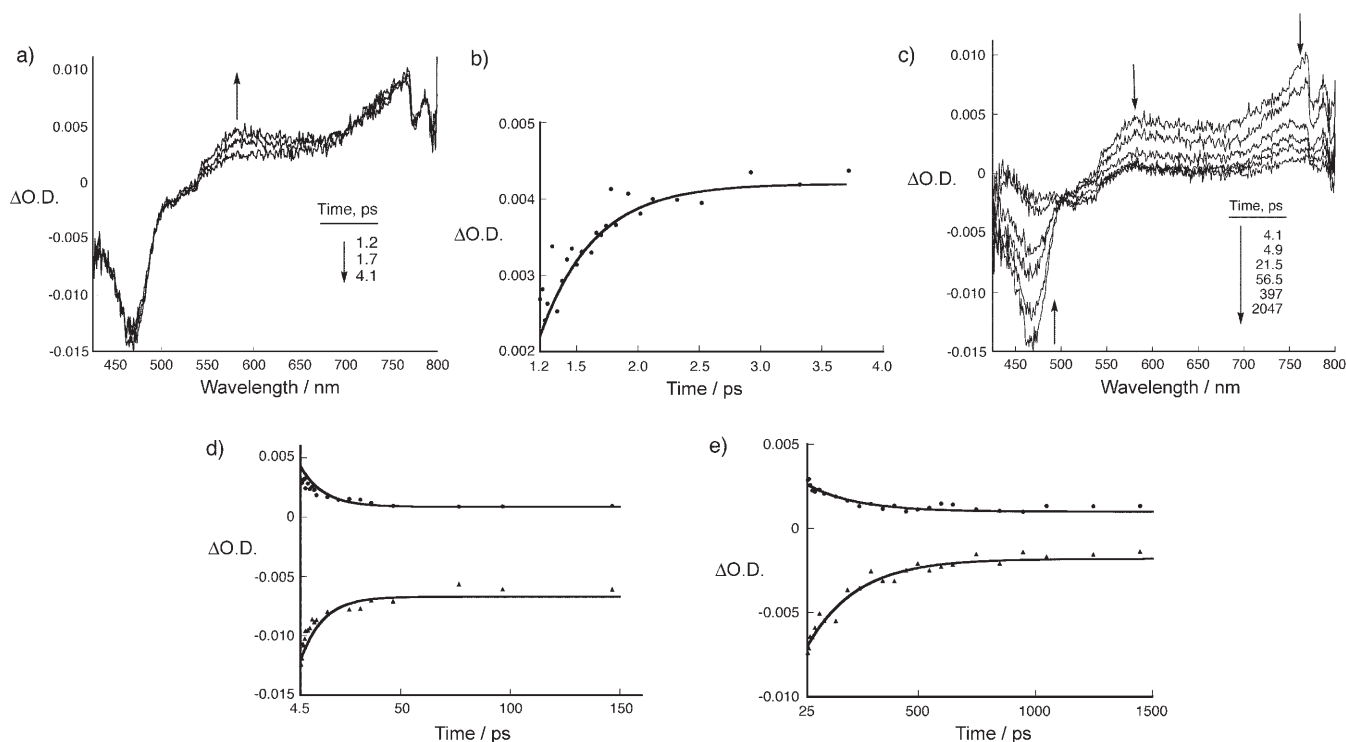 a)
0.010
0.005
0
ΔO.D.
-0.005
-0.010
-0.015
450 500 550 600 650 700 750 800
Wavelength / nm
Time, ps
1.2
1.7
4.1
b)
0.005
0.004
ΔO.D.
0.003
0.002
1.2 1.5 2.0 2.5 3.0 3.5 4.0
Time / ps
c)
0.010
0.005
0
ΔO.D.
-0.005
-0.010
-0.015
450 500 550 600 650 700 750 800
Wavelength / nm
Time, ps
4.1
4.9
21.5
56.5
397
2047
d)
0.005
0
ΔO.D.
-0.005
-0.010
-0.015
4.5 50 100 150
Time / ps
e)
0.005
0
ΔO.D.
-0.005
-0.010
25 500 1000 1500
Time / ps